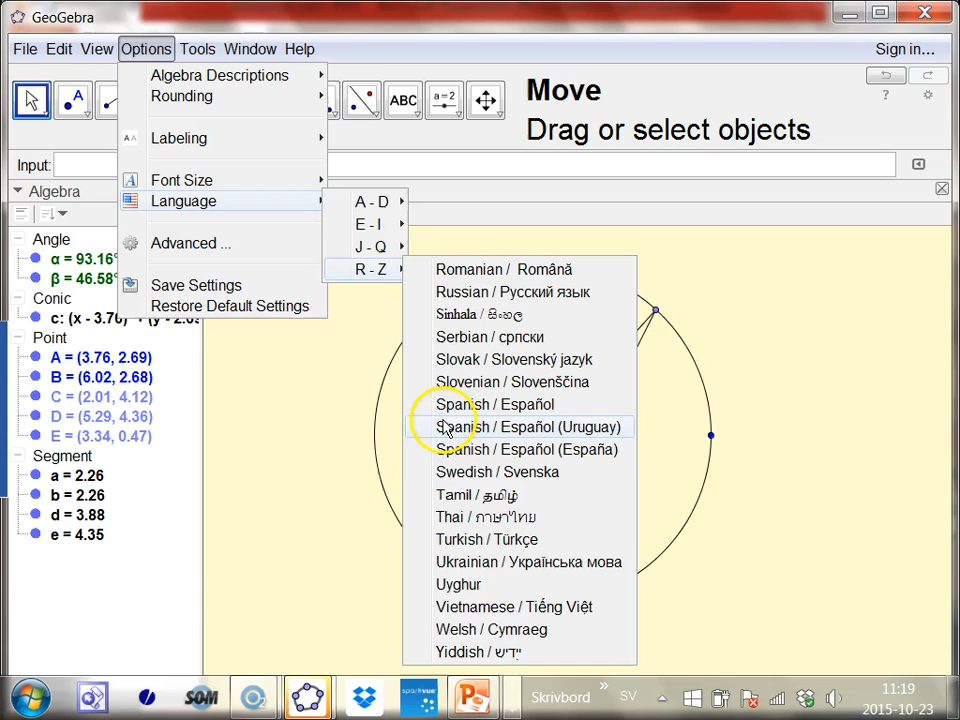 GeoGebra
File Edit View Options Tools Window Help Sign in...
Algebra Descriptions
Rounding
Labeling
Font Size
Language
Advanced ...
Save Settings
Restore Default Settings
A - D
E - I
J - Q
R - Z
Romanian / Română
Russian / Русский язык
Sinhala / සිංහල
Serbian / српски
Slovak / Slovenský jazyk
Slovenian / Slovenščina
Spanish / Español
Spanish / Español (Uruguay)
Spanish / Español (España)
Swedish / Svenska
Tamil / தமிழ்
Thai / ภาษาไทย
Turkish / Türkçe
Ukrainian / Українська мова
Uyghur
Vietnamese / Tiếng Việt
Welsh / Cymraeg
Yiddish / ייִדיש
ABC
a=2
Move
Drag or select objects
Input:
Algebra
Angle
α = 93.16°
β = 46.58°
Conic
Point
A = (3.76, 2.69)
B = (6.02, 2.68)
C = (2.01, 4.12)
D = (5.29, 4.36)
E = (3.34, 0.47)
Segment
a = 2.26
b = 2.26
d = 3.88
e = 4.35
SOM
sparkvue
Skrivbord
SV
11:19
2015-10-23